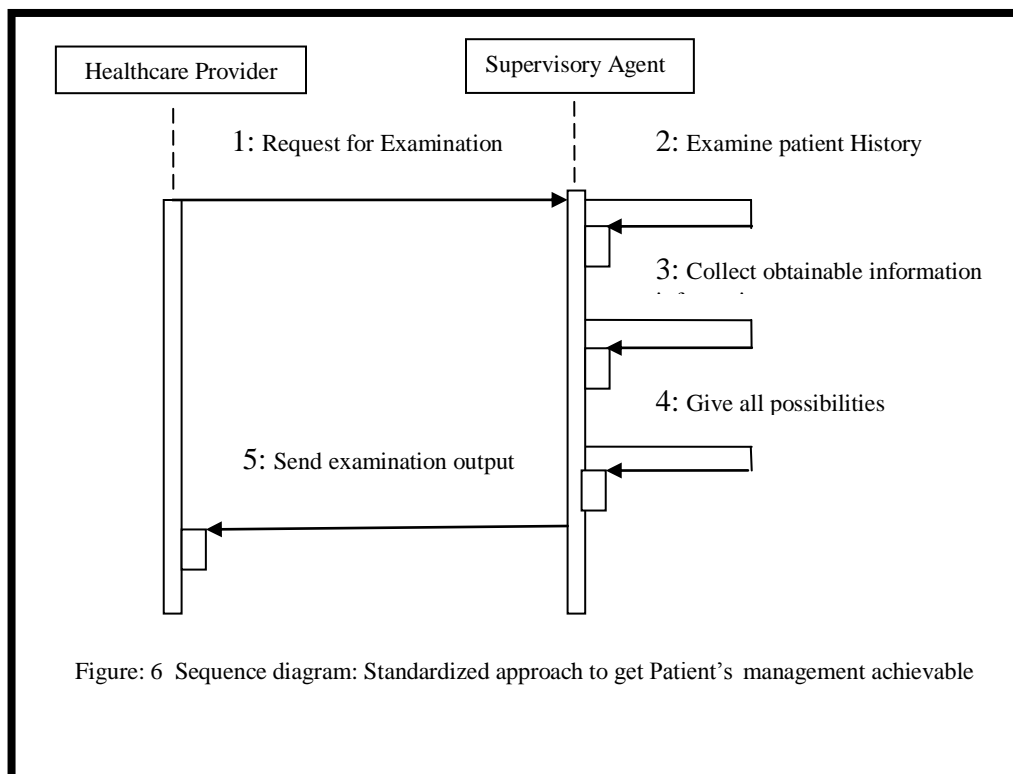 Healthcare Provider
Supervisory Agent
1: Request for Examination
2: Examine patient History
3: Collect obtainable information
4: Give all possibilities
5: Send examination output
Figure: 6 Sequence diagram: Standardized approach to get Patient's management achievable